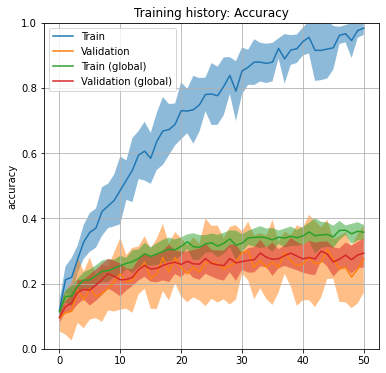 Training history: Accuracy
Train
Validation
Train (global)
Validation (global)
accuracy
1.0
0.8
0.6
0.4
0.2
0.0
0 10 20 30 40 50